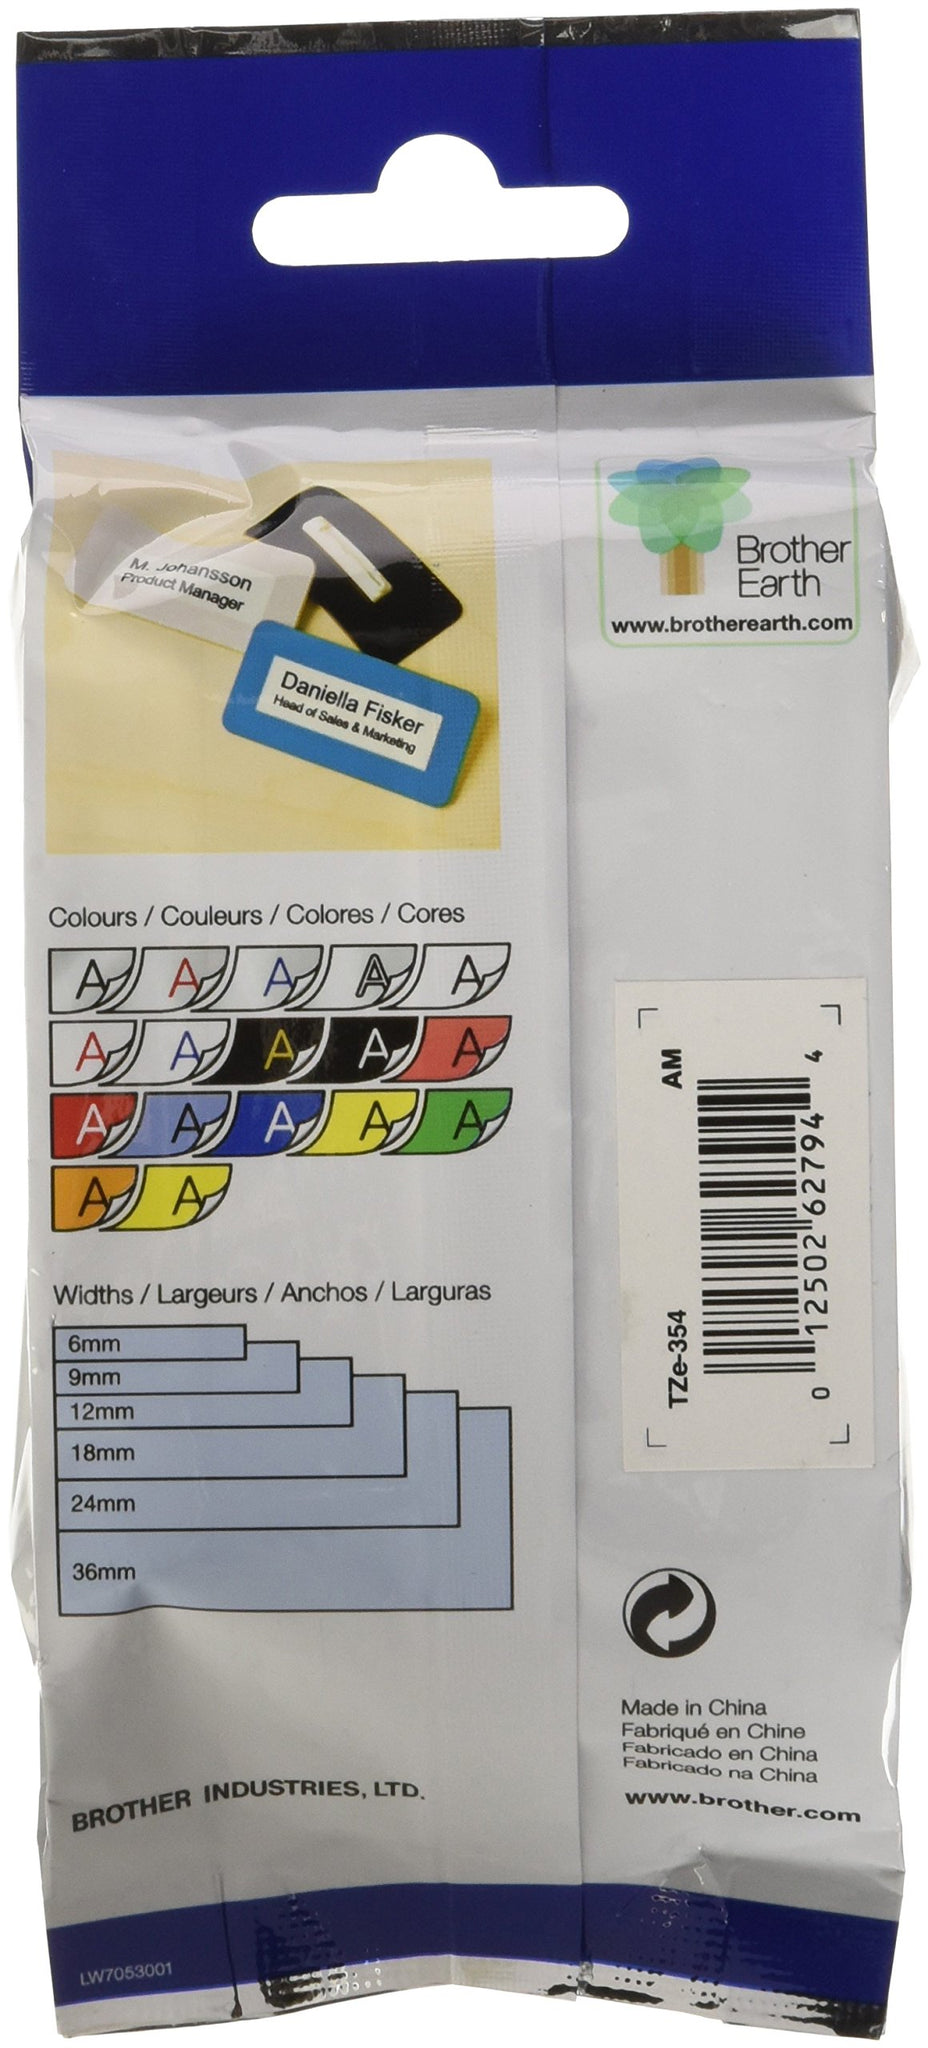 M. Johansson
Product Manager
Daniella Fisker
Head of Sales & Marketing
Brother
Earth
www.brotherearth.com
Colours / Couleurs / Colores / Cores
A A A A A
A A A A A
A A A A A
A A
Widths / Largeurs / Anchos / Larguras
6mm
9mm
12mm
18mm
24mm
36mm
TZe-354 AM
0 12502 62794 4
Made in China
Fabriqué en Chine
Fabricado en China
Fabricado na China
www.brother.com
BROTHER INDUSTRIES, LTD.
LW7053001